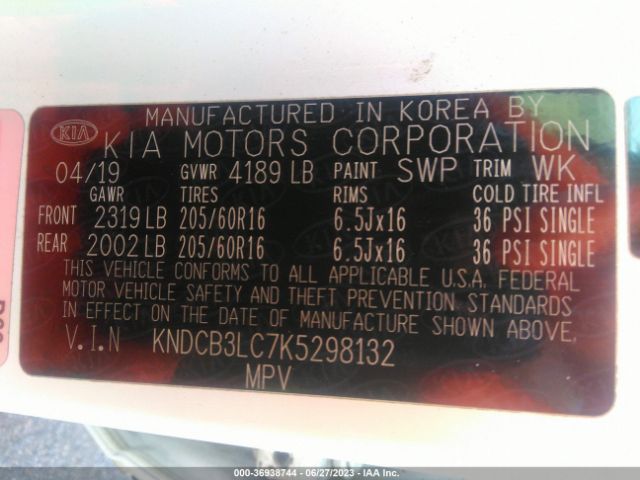 MANUFACTURED IN KOREA BY
KIA KIA MOTORS CORPORATION
04/19 GVWR 4189 LB PAINT SWP TRIM WK
GAWR TIRES RIMS COLD TIRE INFL
FRONT 2319 LB 205/60R16 6.5Jx16 36 PSI SINGLE
REAR 2002 LB 205/60R16 6.5Jx16 36 PSI SINGLE
THIS VEHICLE CONFORMS TO ALL APPLICABLE U.S.A. FEDERAL
MOTOR VEHICLE SAFETY AND THEFT PREVENTION STANDARDS
IN EFFECT ON THE DATE OF MANUFACTURE SHOWN ABOVE,
V.I.N KNDCB3LC7K5298132
MPV
000-36938744 - 06/27/2023 - IAA Inc.